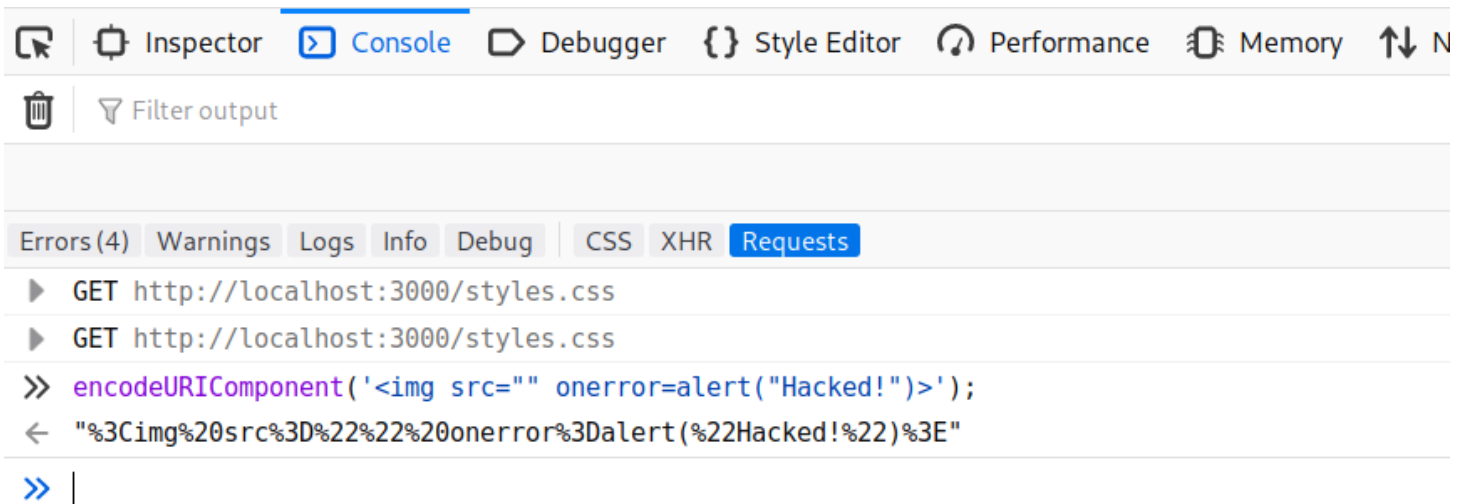 Inspector Console Debugger {} Style Editor Performance Memory N
Filter output
Errors (4) Warnings Logs Info Debug CSS XHR Requests
GET http://localhost:3000/styles.css
GET http://localhost:3000/styles.css
>> encodeURIComponent('<img src="" onerror=alert("Hacked!")>');
← "%3Cimg%20src%3D%22%22%20onerror%3Dalert(%22Hacked!%22)%3E"
>>